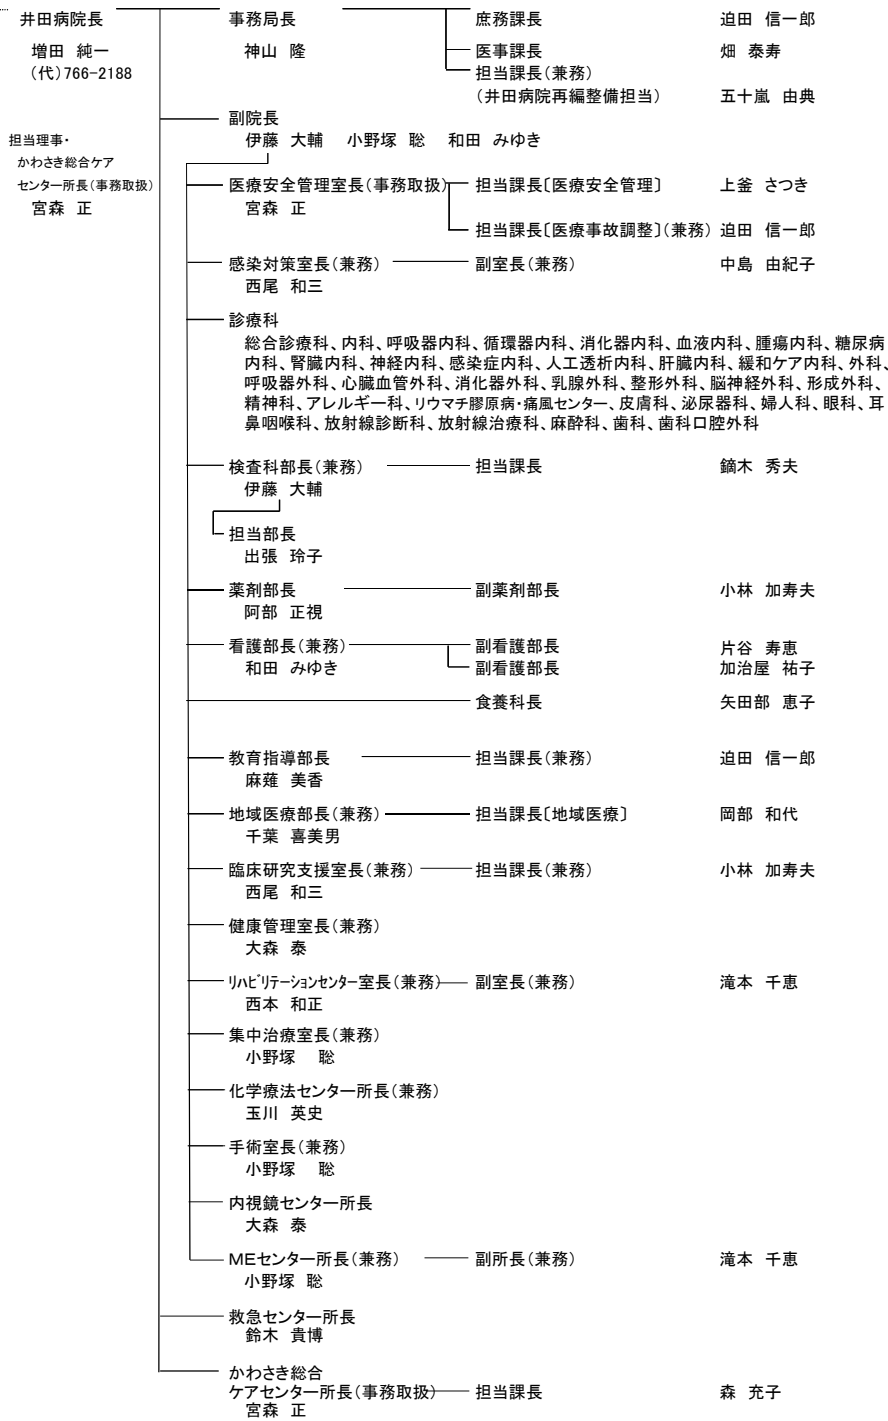 井田病院長 事務局長 庶務課長 迫田 信一郎
増田 純一 神山 隆 医事課長 畑 泰寿
(代)766-2188 担当課長(兼務)
(井田病院再編整備担当) 五十嵐 由典
副院長
担当理事・ 伊藤 大輔 小野塚 聡 和田 みゆき
かわさき総合ケア
センター所長(事務取扱) 医療安全管理室長(事務取扱) 担当課長〔医療安全管理〕 上釜 さつき
宮森 正 宮森 正
担当課長〔医療事故調整〕(兼務) 迫田 信一郎
感染対策室長(兼務) 副室長(兼務) 中島 由紀子
西尾 和三
診療科
総合診療科、内科、呼吸器内科、循環器内科、消化器内科、血液内科、腫瘍内科、糖尿病
内科、腎臓内科、神経内科、感染症内科、人工透析内科、肝臓内科、緩和ケア内科、外科、
呼吸器外科、心臓血管外科、消化器外科、乳腺外科、整形外科、脳神経外科、形成外科、
精神科、アレルギー科、リウマチ膠原病・痛風センター、皮膚科、泌尿器科、婦人科、眼科、耳
鼻咽喉科、放射線診断科、放射線治療科、麻酔科、歯科、歯科口腔外科
検査科部長(兼務) 担当課長 鏑木 秀夫
伊藤 大輔
担当部長
出張 玲子
薬剤部長 副薬剤部長 小林 加寿夫
阿部 正視
看護部長(兼務) 副看護部長 片谷 寿恵
和田 みゆき 副看護部長 加治屋 祐子
食養科長 矢田部 恵子
教育指導部長 担当課長(兼務) 迫田 信一郎
麻薙 美香
地域医療部長(兼務) 担当課長〔地域医療〕 岡部 和代
千葉 喜美男
臨床研究支援室長(兼務) 担当課長(兼務) 小林 加寿夫
西尾 和三
健康管理室長(兼務)
大森 泰
ﾘﾊﾋﾞﾘﾃｰｼｮﾝｾﾝﾀｰ室長(兼務) 副室長(兼務) 滝本 千恵
西本 和正
集中治療室長(兼務)
小野塚 聡
化学療法センター所長(兼務)
玉川 英史
手術室長(兼務)
小野塚 聡
内視鏡センター所長
大森 泰
MEセンター所長(兼務) 副所長(兼務) 滝本 千恵
小野塚 聡
救急センター所長
鈴木 貴博
かわさき総合
ケアセンター所長(事務取扱) 担当課長 森 充子
宮森 正